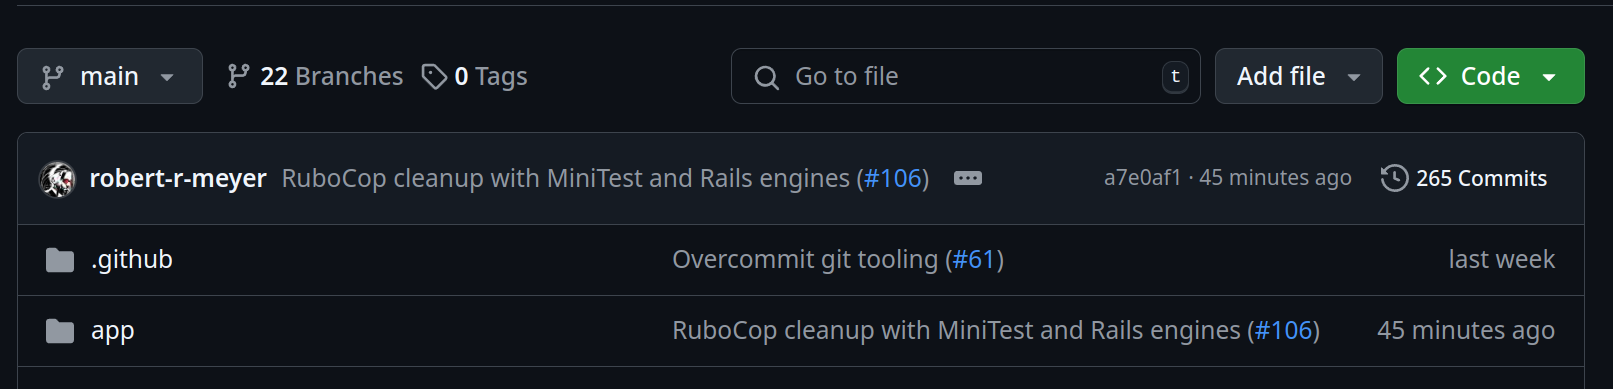 main 22 Branches 0 Tags Go to file t Add file Code
robert-r-meyer RuboCop cleanup with MiniTest and Rails engines (#106) a7e0af1 · 45 minutes ago 265 Commits
.github Overcommit git tooling (#61) last week
app RuboCop cleanup with MiniTest and Rails engines (#106) 45 minutes ago